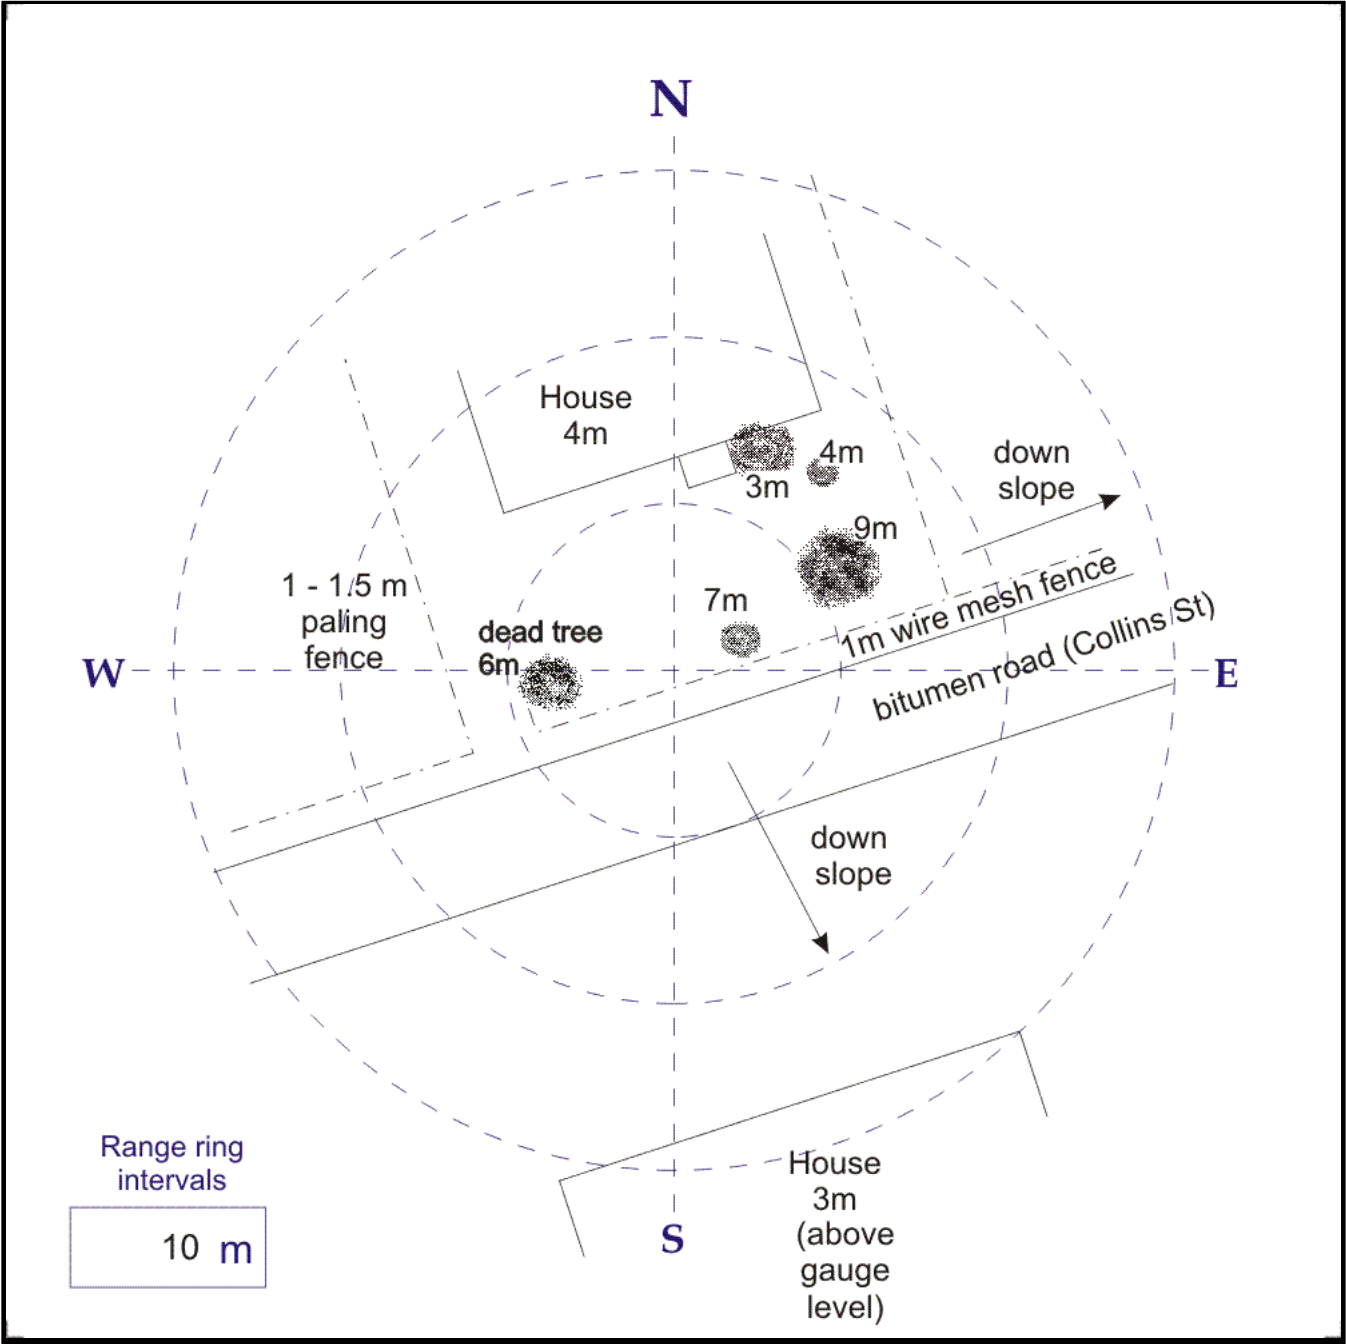 N
House
4m
4m
3m
down
slope
9m
1 - 1.5 m
paling
fence
7m
dead tree
6m
1m wire mesh fence
W
E
bitumen road (Collins St)
down
slope
Range ring
intervals
10 m
House
3m
(above
gauge
level)
S